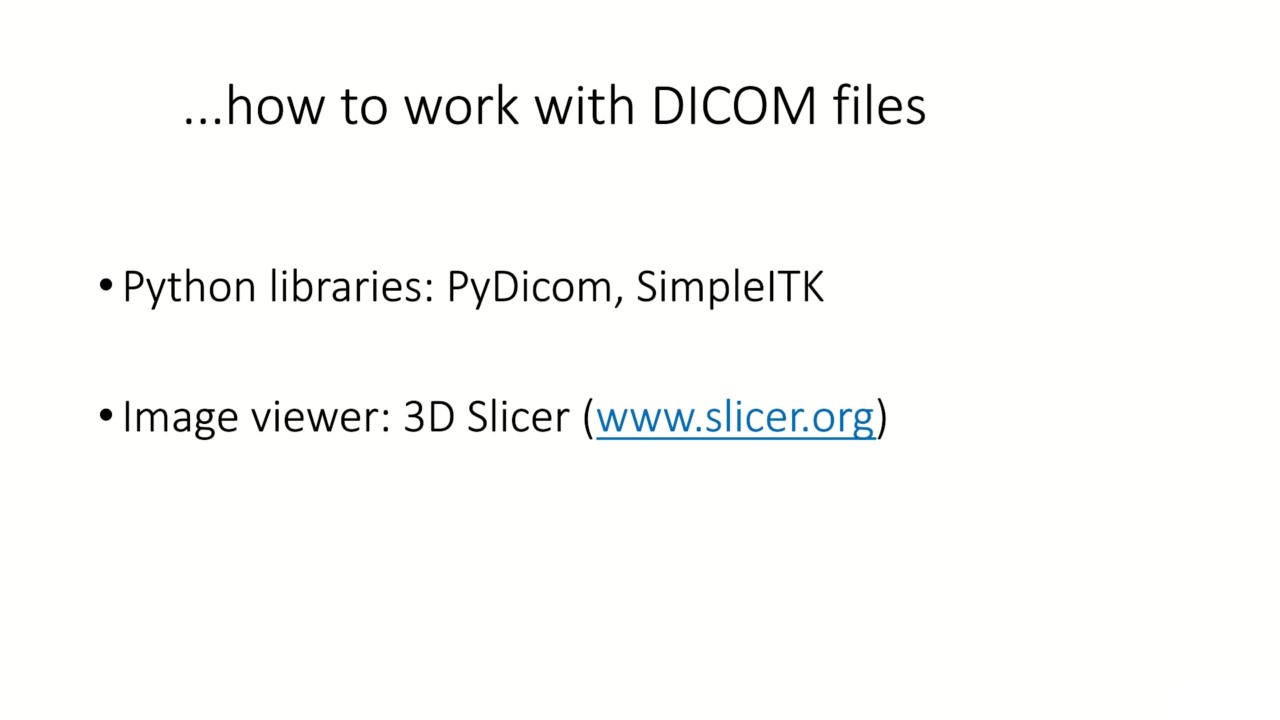 ...how to work with DICOM files
• Python libraries: PyDicom, SimpleITK
• Image viewer: 3D Slicer (www.slicer.org)